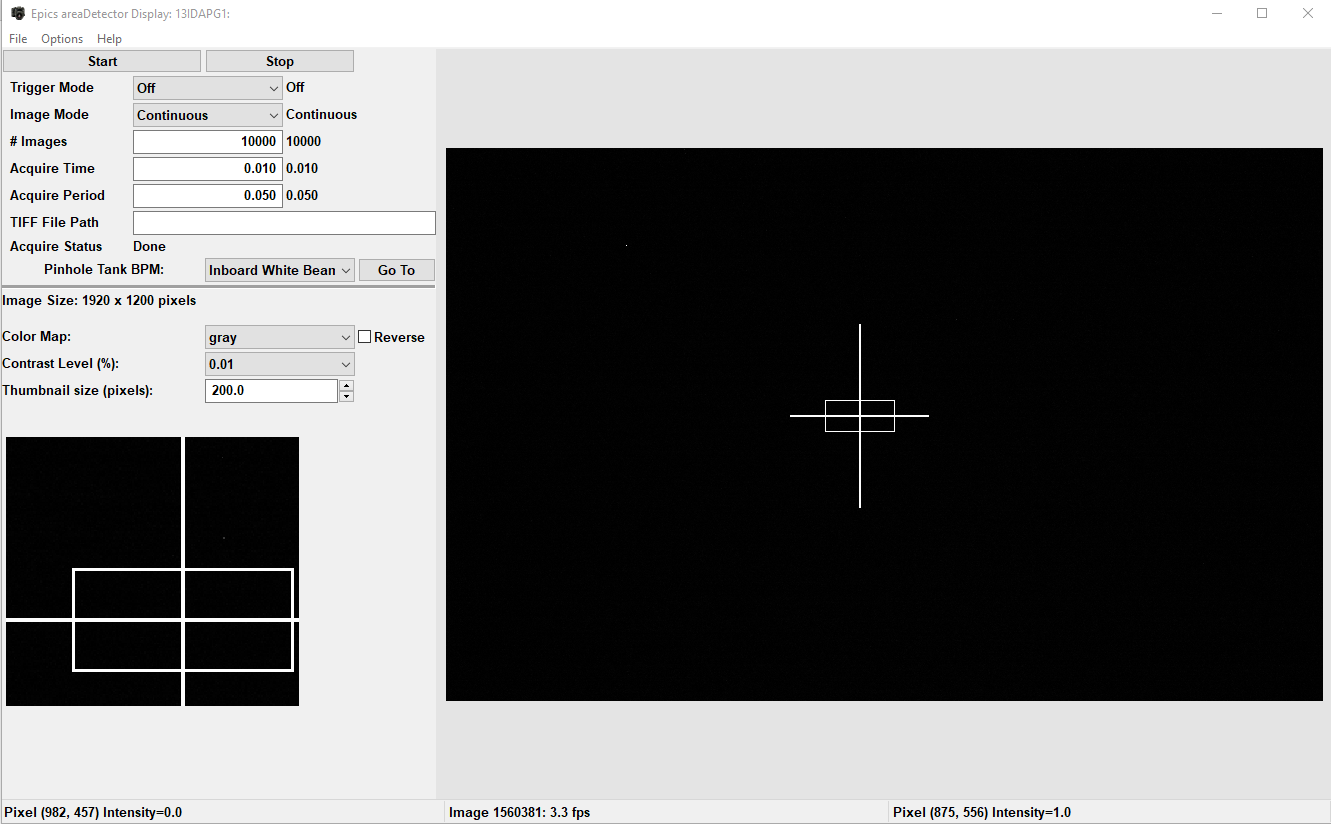 Epics areaDetector Display: 13IDAPG1:
File Options Help
Start Stop
Trigger Mode Off Off
Image Mode Continuous Continuous
# Images 10000 10000
Acquire Time 0.010 0.010
Acquire Period 0.050 0.050
TIFF File Path
Acquire Status Done
Pinhole Tank BPM: Inboard White Bean Go To
Image Size: 1920 x 1200 pixels
Color Map: gray Reverse
Contrast Level (%): 0.01
Thumbnail size (pixels): 200.0
Pixel (982, 457) Intensity=0.0 Image 1560381: 3.3 fps Pixel (875, 556) Intensity=1.0